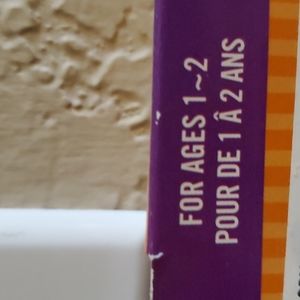 FOR AGES 1~2
POUR DE 1 Â 2 ANS